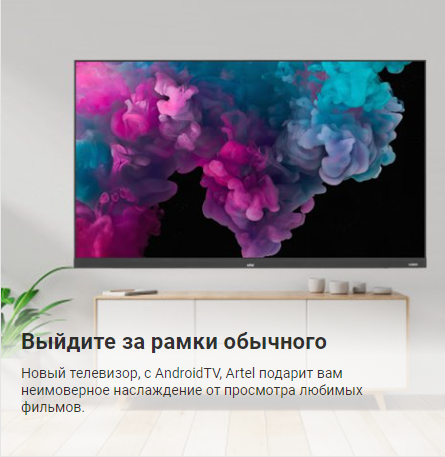 Выйдите за рамки обычного
Новый телевизор, с AndroidTV, Artel подарит вам
неимоверное наслаждение от просмотра любимых
фильмов.